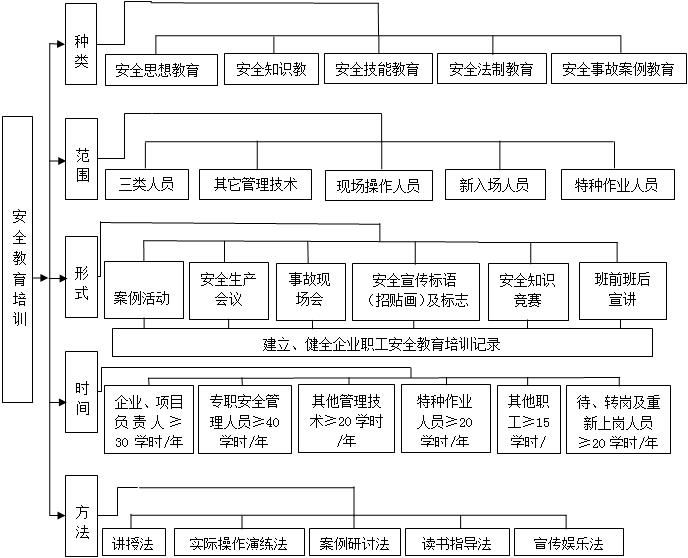 安全教育培训
种类
安全思想教育
安全知识教
安全技能教育
安全法制教育
安全事故案例教育
范围
三类人员
其它管理技术
现场操作人员
新入场人员
特种作业人员
形式
案例活动
安全生产
会议
事故现
场会
安全宣传标语
（招贴画）及标志
安全知识
竞赛
班前班后
宣讲
建立、健全企业职工安全教育培训记录
时间
企业、项目
负责人≥
30学时/年
专职安全管
理人员≥40
学时/年
其他管理技
术≥20学时
/年
特种作业
人员≥20
学时/年
其他职
工≥15
学时/
待、转岗及重
新上岗人员
≥20学时/年
方法
讲授法
实际操作演练法
案例研讨法
读书指导法
宣传娱乐法